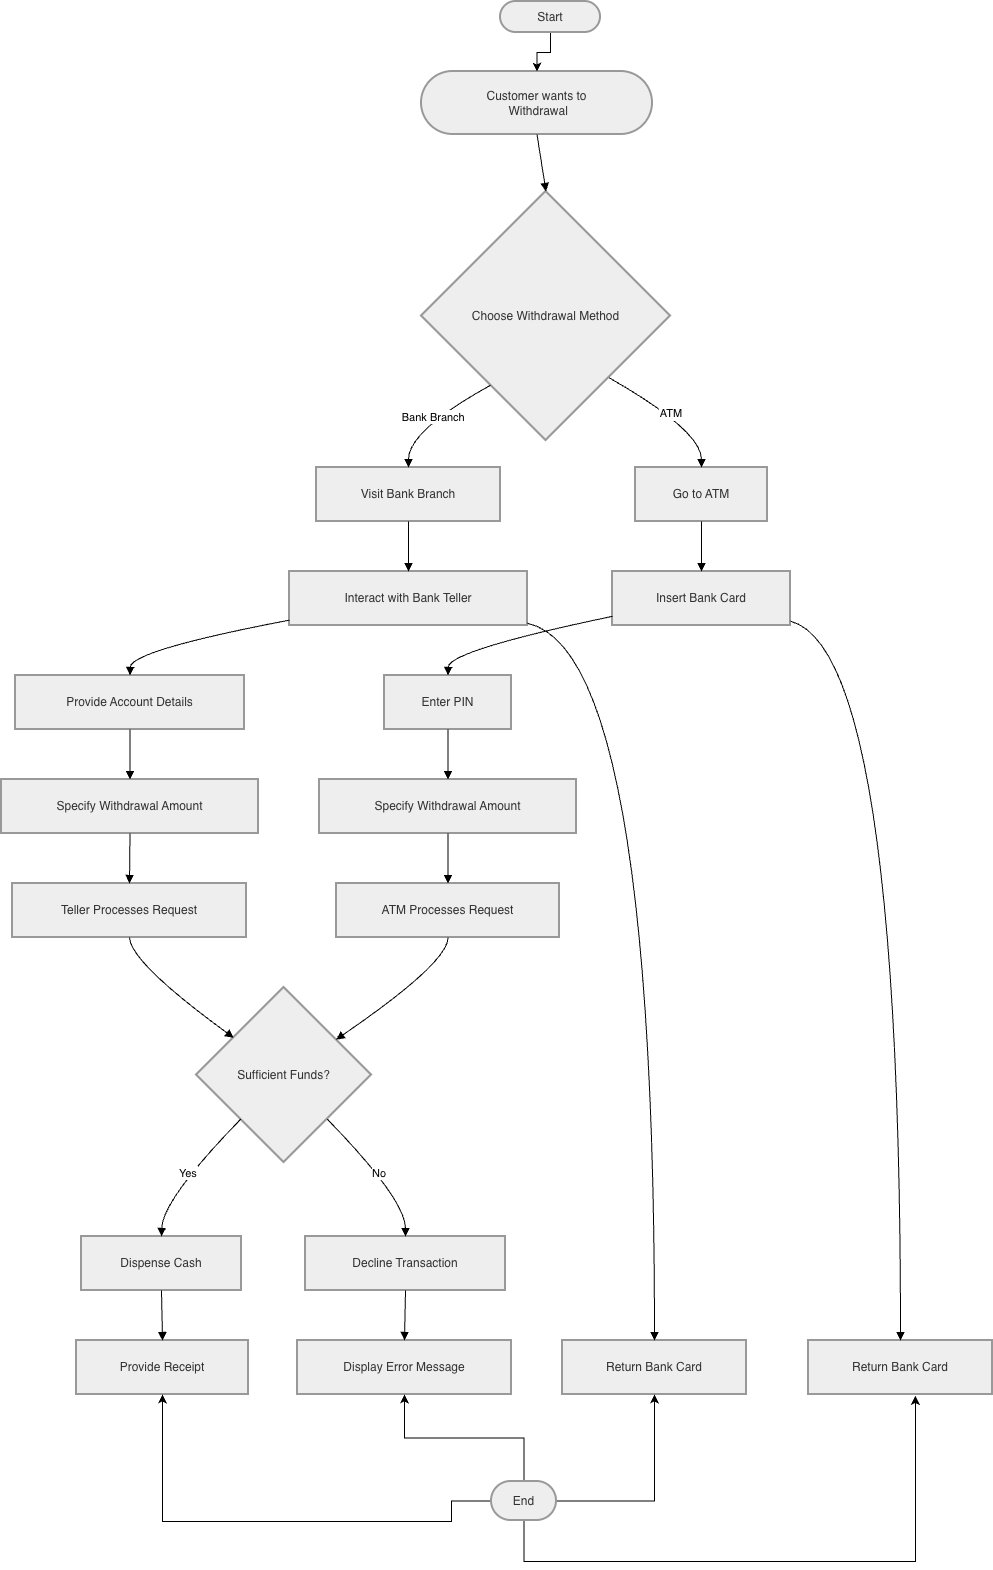 Start
Customer wants to
Withdrawal
Choose Withdrawal Method
Bank Branch
ATM
Visit Bank Branch
Go to ATM
Interact with Bank Teller
Insert Bank Card
Provide Account Details
Enter PIN
Specify Withdrawal Amount
Specify Withdrawal Amount
Teller Processes Request
ATM Processes Request
Sufficient Funds?
Yes
No
Dispense Cash
Decline Transaction
Provide Receipt
Display Error Message
Return Bank Card
Return Bank Card
End